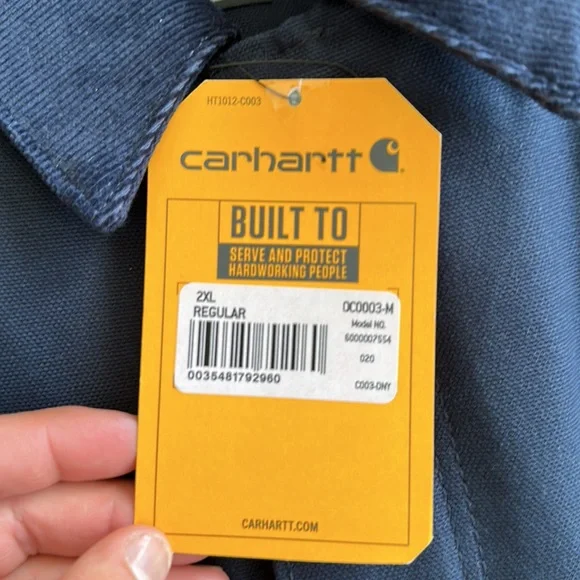 HT1012-C003
carhartt
BUILT TO
SERVE AND PROTECT
HARDWORKING PEOPLE
2XL
REGULAR
OC0003-M
Model NO.
6000007554
020
0035481792960
C003-DNY
CARHARTT.COM